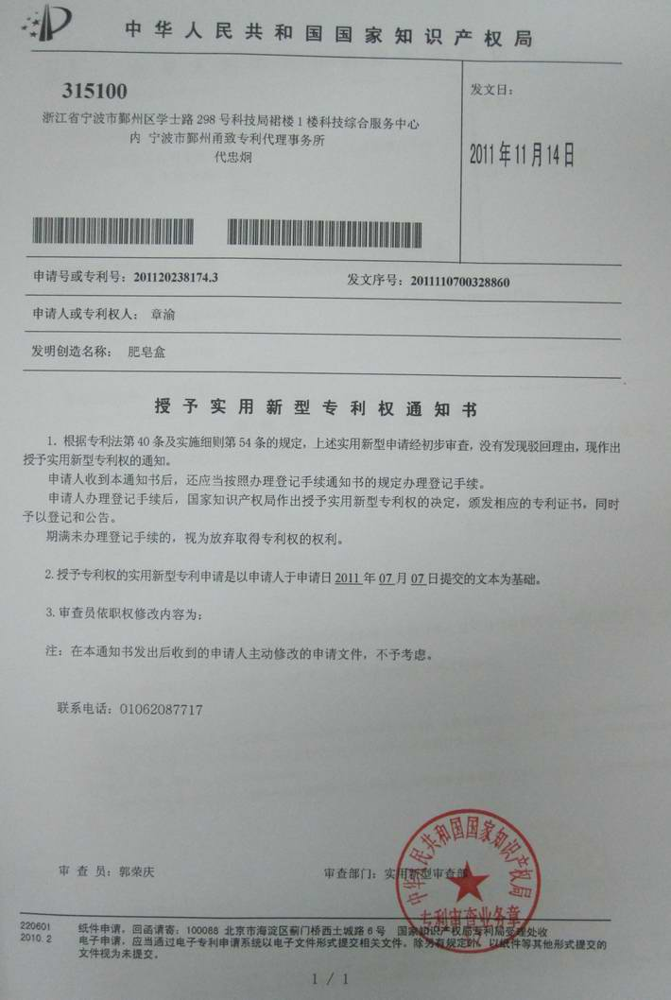 中华人民共和国国家知识产权局
315100
浙江省宁波市鄞州区学士路 298 号科技局裙楼 1 楼科技综合服务中心
内 宁波市鄞州甬致专利代理事务所
代忠炯
发文日：
2011年11月14日
申请号或专利号：201120238174.3
发文序号：2011110700328860
申请人或专利权人： 章渝
发明创造名称： 肥皂盒
授予实用新型专利权通知书
1. 根据专利法第 40 条及实施细则第 54 条的规定，上述实用新型申请经初步审查，没有发现驳回理由，现作出
授予实用新型专利权的通知。
申请人收到本通知书后，还应当按照办理登记手续通知书的规定办理登记手续。
申请人办理登记手续后，国家知识产权局作出授予实用新型专利权的决定，颁发相应的专利证书，同时
予以登记和公告。
期满未办理登记手续的，视为放弃取得专利权的权利。
2. 授予专利权的实用新型专利申请是以申请人于申请日 2011 年 07 月 07 日提交的文本为基础。
3. 审查员依职权修改内容为：
注：在本通知书发出后收到的申请人主动修改的申请文件，不予考虑。
联系电话：01062087717
审 查 员：郭荣庆
审查部门：实用新型审查部
中华人民共和国国家知识产权局
专利审查业务章
220601
2010.2
纸件申请，回函请寄：100088 北京市海淀区蓟门桥西土城路 6 号 国家知识产权局专利局受理处收
电子申请，应当通过电子专利申请系统以电子文件形式提交相关文件。除另有规定外，以纸件等其他形式提交的
文件视为未提交。
1 / 1